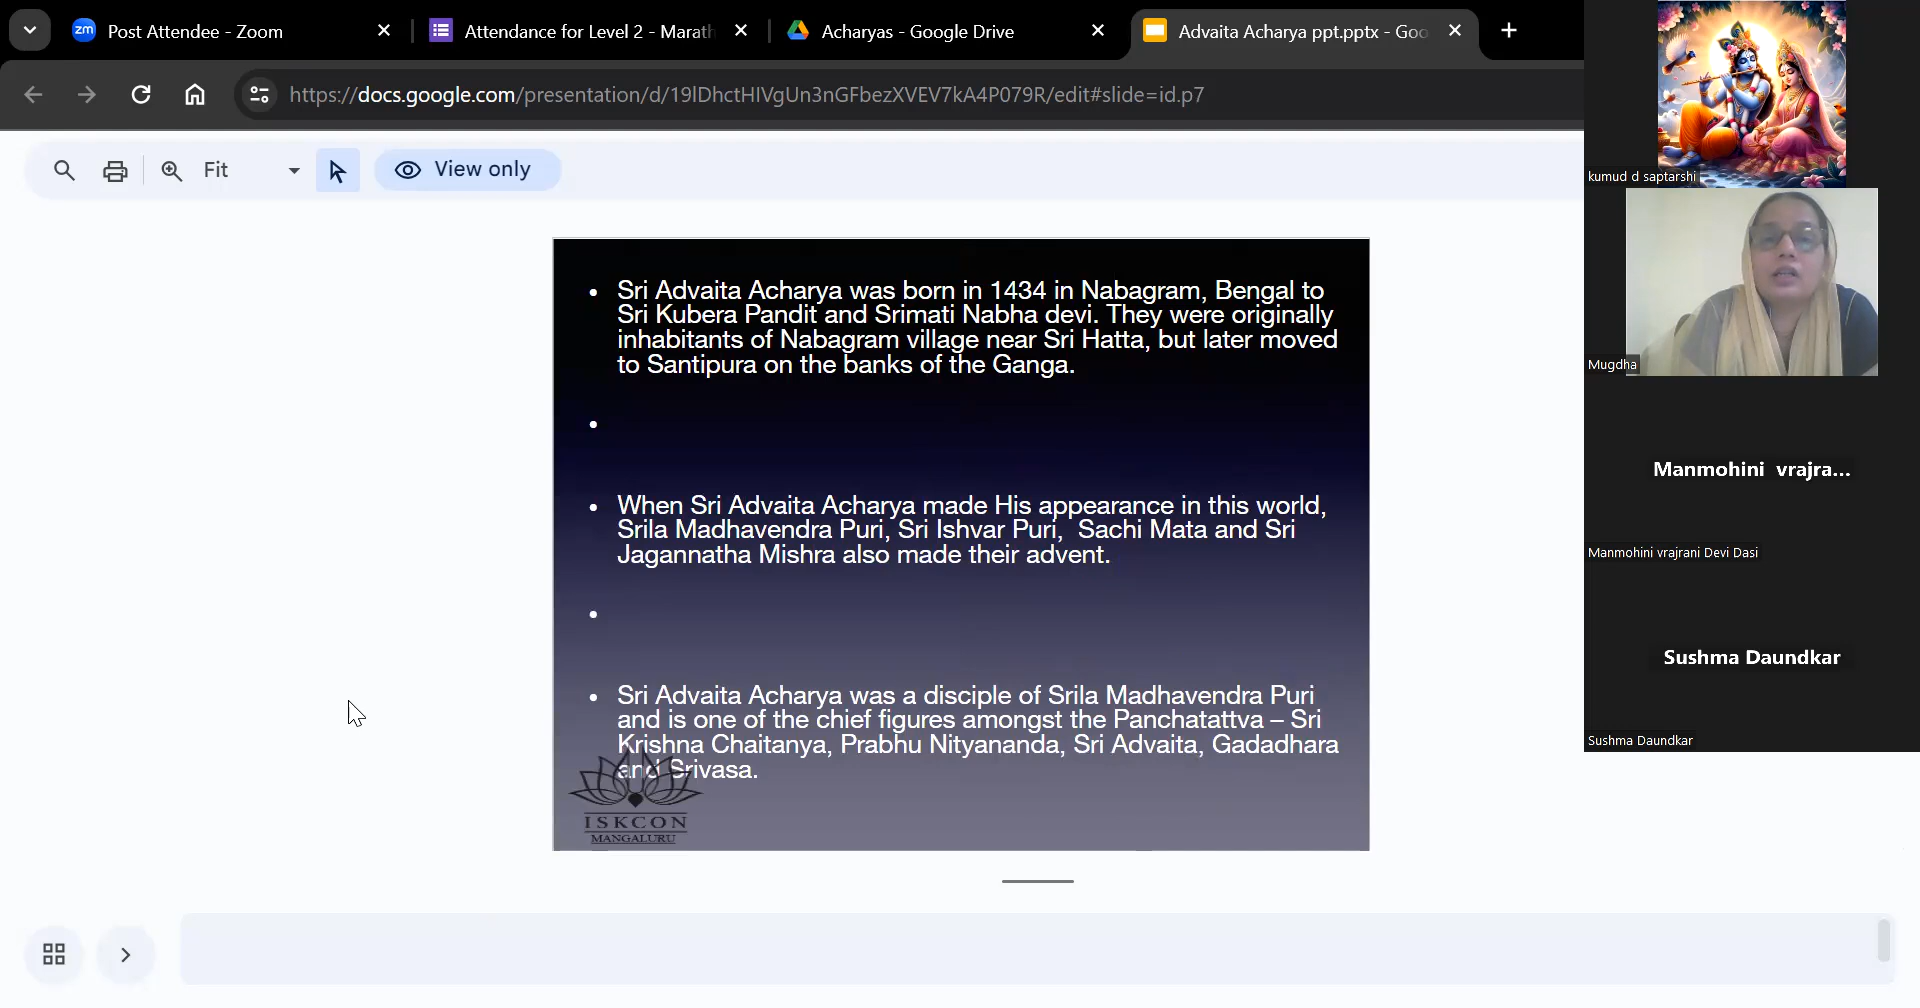 Post Attendee - Zoom
Attendance for Level 2 - Marath
Acharyas - Google Drive
Advaita Acharya ppt.pptx - Goo
https://docs.google.com/presentation/d/19lDhctHIVgUn3nGFbezXVEV7kA4P079R/edit#slide=id.p7
Fit
View only
• Sri Advaita Acharya was born in 1434 in Nabagram, Bengal to
Sri Kubera Pandit and Srimati Nabha devi. They were originally
inhabitants of Nabagram village near Sri Hatta, but later moved
to Santipura on the banks of the Ganga.
•
• When Sri Advaita Acharya made His appearance in this world,
Srila Madhavendra Puri, Sri Ishvar Puri, Sachi Mata and Sri
Jagannatha Mishra also made their advent.
•
• Sri Advaita Acharya was a disciple of Srila Madhavendra Puri
and is one of the chief figures amongst the Panchatattva – Sri
Krishna Chaitanya, Prabhu Nityananda, Sri Advaita, Gadadhara
and Srivasa.
ISKCON
MANGALURU
kumud d saptarshi
Mugdha
Manmohini vrajra...
Manmohini vrajrani Devi Dasi
Sushma Daundkar
Sushma Daundkar